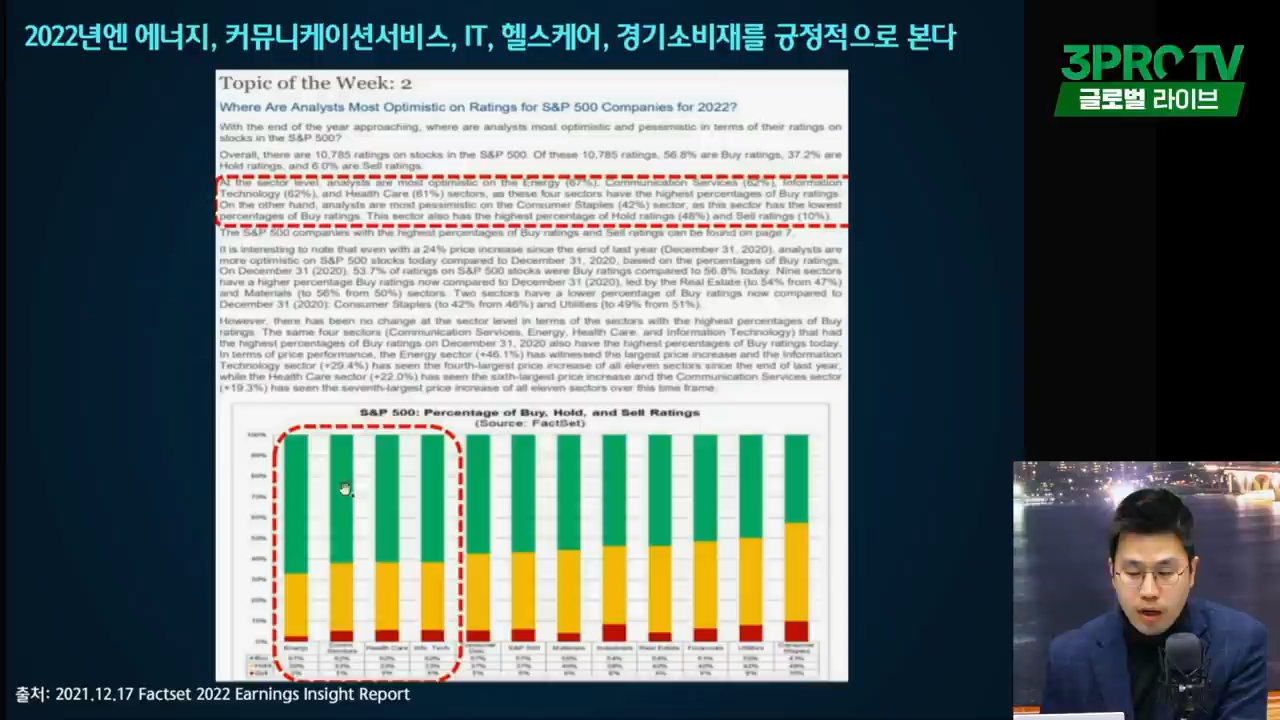 2022년엔 에너지, 커뮤니케이션서비스, IT, 헬스케어, 경기소비재를 긍정적으로 본다
3PRO TV
글로벌 라이브
Topic of the Week: 2
Where Are Analysts Most Optimistic on Ratings for S&P 500 Companies for 2022?
With the end of the year approaching, where are analysts most optimistic and pessimistic in terms of their ratings on
stocks in the S&P 500?
Overall, there are 10,785 ratings on stocks in the S&P 500. Of these 10,785 ratings, 56.8% are Buy ratings, 37.2% are
Hold ratings, and 6.0% are Sell ratings.
At the sector level, analysts are most optimistic on the Energy (67%), Communication Services (62%), Information
Technology (62%), and Health Care (61%) sectors, as these four sectors have the highest percentages of Buy ratings.
On the other hand, analysts are most pessimistic on the Consumer Staples (42%) sector, as this sector has the lowest
percentages of Buy ratings. This sector also has the highest percentage of Hold ratings (48%) and Sell ratings (10%).
The S&P 500 companies with the highest percentages of Buy ratings and Sell ratings can be found on page 7.
It is interesting to note that even with a 24% price increase since the end of last year (December 31, 2020), analysts are
more optimistic on S&P 500 stocks today compared to December 31, 2020, based on the percentages of Buy ratings.
On December 31 (2020), 53.7% of ratings on S&P 500 stocks were Buy ratings compared to 56.8% today. Nine sectors
have a higher percentage Buy ratings now compared to December 31 (2020), led by the Real Estate (to 54% from 47%)
and Materials (to 56% from 50%) sectors. Two sectors have a lower percentage of Buy ratings now compared to
December 31 (2020): Consumer Staples (to 42% from 46%) and Utilities (to 49% from 51%).
However, there has been no change at the sector level in terms of the sectors with the highest percentages of Buy
ratings. The same four sectors (Communication Services, Energy, Health Care, and Information Technology) that had
the highest percentages of Buy ratings on December 31, 2020 also have the highest percentages of Buy ratings today.
In terms of price performance, the Energy sector (+46.1%) has witnessed the largest price increase and the Information
Technology sector (+29.4%) has seen the fourth-largest price increase of all eleven sectors since the end of last year,
while the Health Care sector (+22.0%) has seen the sixth-largest price increase and the Communication Services sector
(+19.3%) has seen the seventh-largest price increase of all eleven sectors over this time frame.
S&P 500: Percentage of Buy, Hold, and Sell Ratings
(Source: FactSet)
100%
Energy
Health Care
Info. Tech
S&P 500
Materials
Industrials
Real Estate
Financials
Utilities
Consumer Staples
출처: 2021.12.17 Factset 2022 Earnings Insight Report